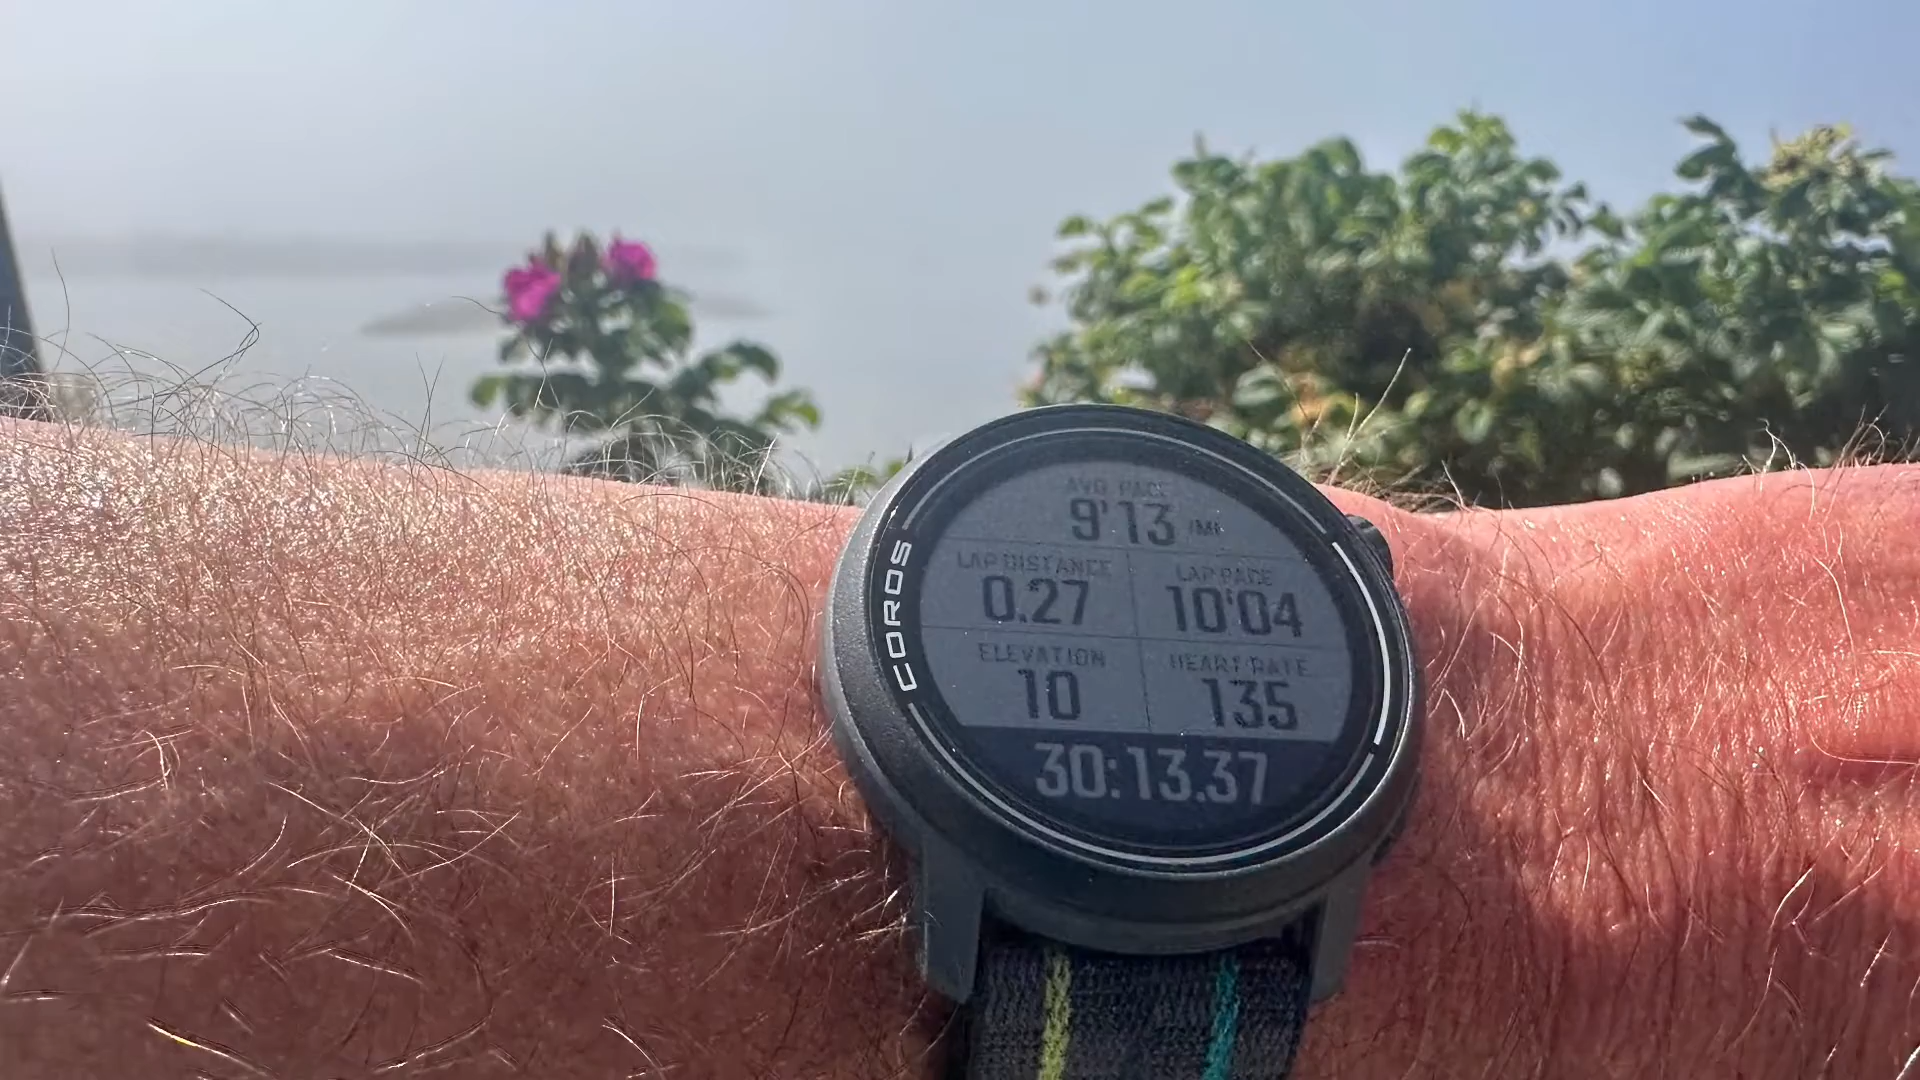 COROS
AVG PACE
9'13 /MI
LAP DISTANCE LAP PACE
0.27 10'04
ELEVATION HEART RATE
10 135
30:13.37